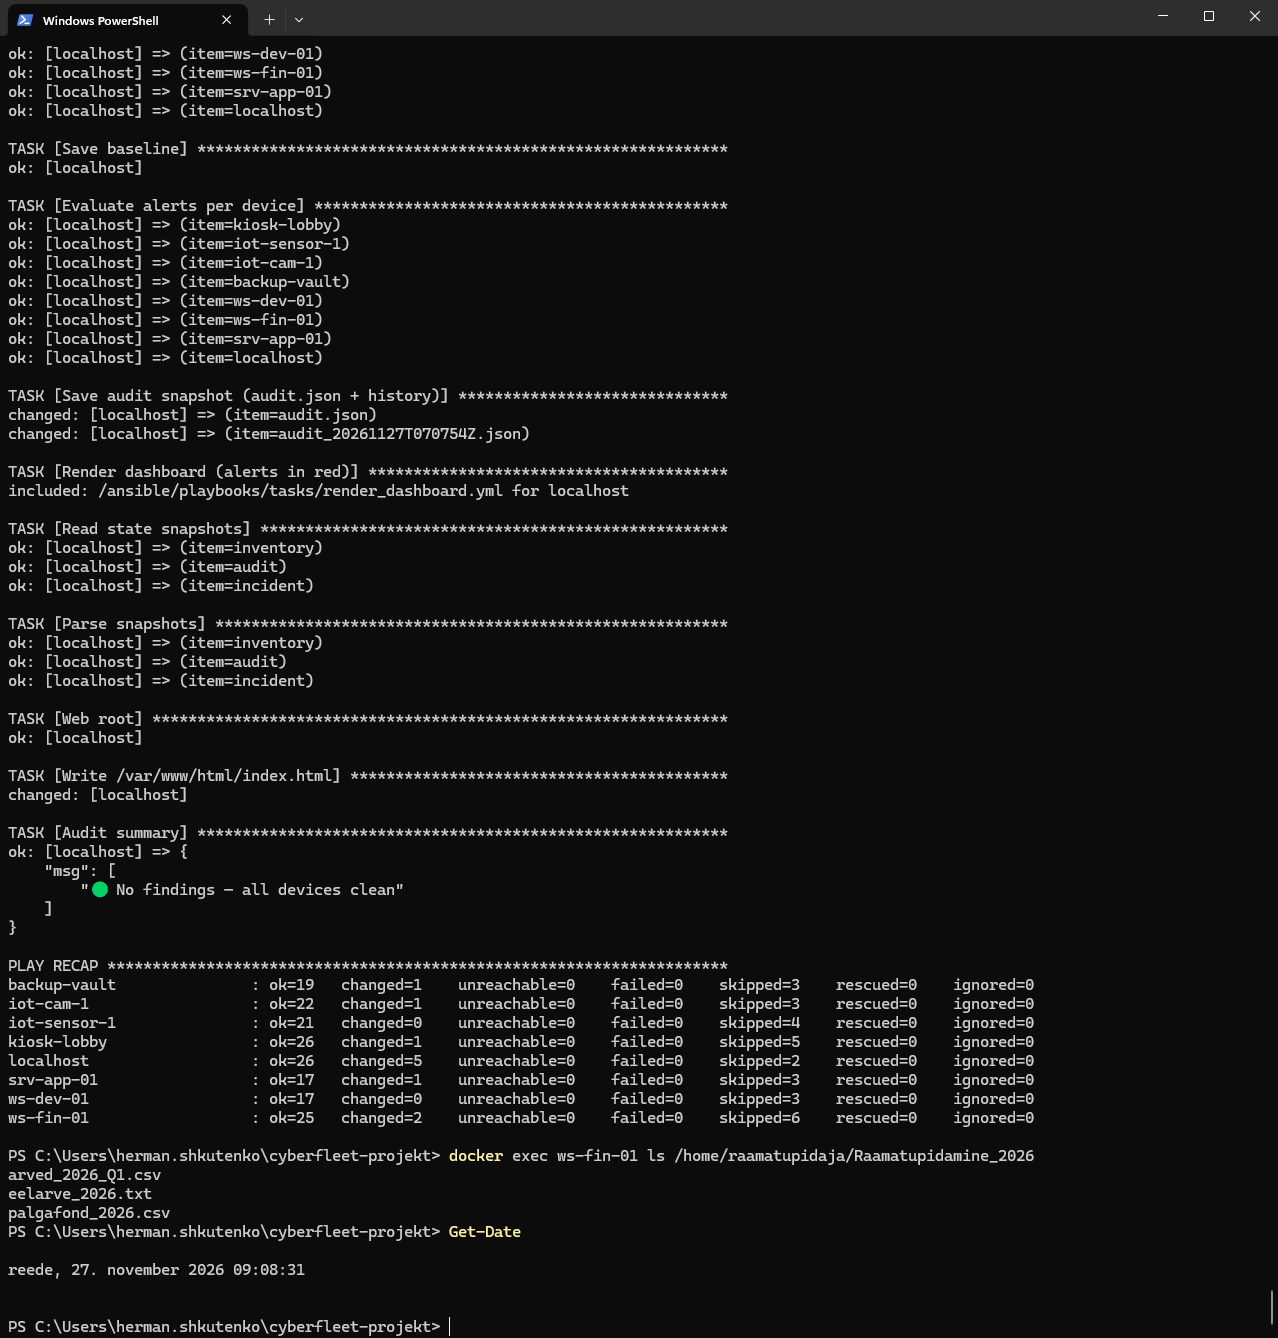 Windows PowerShell
ok: [localhost] => (item=ws-dev-01)
ok: [localhost] => (item=ws-fin-01)
ok: [localhost] => (item=srv-app-01)
ok: [localhost] => (item=localhost)
TASK [Save baseline] ***********************************************************
ok: [localhost]
TASK [Evaluate alerts per device] **********************************************
ok: [localhost] => (item=kiosk-lobby)
ok: [localhost] => (item=iot-sensor-1)
ok: [localhost] => (item=iot-cam-1)
ok: [localhost] => (item=backup-vault)
ok: [localhost] => (item=ws-dev-01)
ok: [localhost] => (item=ws-fin-01)
ok: [localhost] => (item=srv-app-01)
ok: [localhost] => (item=localhost)
TASK [Save audit snapshot (audit.json + history)] ******************************
changed: [localhost] => (item=audit.json)
changed: [localhost] => (item=audit_20261127T070754Z.json)
TASK [Render dashboard (alerts in red)] ****************************************
included: /ansible/playbooks/tasks/render_dashboard.yml for localhost
TASK [Read state snapshots] ****************************************************
ok: [localhost] => (item=inventory)
ok: [localhost] => (item=audit)
ok: [localhost] => (item=incident)
TASK [Parse snapshots] *********************************************************
ok: [localhost] => (item=inventory)
ok: [localhost] => (item=audit)
ok: [localhost] => (item=incident)
TASK [Web root] ****************************************************************
ok: [localhost]
TASK [Write /var/www/html/index.html] ******************************************
changed: [localhost]
TASK [Audit summary] ***********************************************************
ok: [localhost] => {
    "msg": [
        "🟢 No findings — all devices clean"
    ]
}
PLAY RECAP *********************************************************************
backup-vault               : ok=19   changed=1    unreachable=0    failed=0    skipped=3    rescued=0    ignored=0
iot-cam-1                  : ok=22   changed=1    unreachable=0    failed=0    skipped=3    rescued=0    ignored=0
iot-sensor-1               : ok=21   changed=0    unreachable=0    failed=0    skipped=4    rescued=0    ignored=0
kiosk-lobby                : ok=26   changed=1    unreachable=0    failed=0    skipped=5    rescued=0    ignored=0
localhost                  : ok=26   changed=5    unreachable=0    failed=0    skipped=2    rescued=0    ignored=0
srv-app-01                 : ok=17   changed=1    unreachable=0    failed=0    skipped=3    rescued=0    ignored=0
ws-dev-01                  : ok=17   changed=0    unreachable=0    failed=0    skipped=3    rescued=0    ignored=0
ws-fin-01                  : ok=25   changed=2    unreachable=0    failed=0    skipped=6    rescued=0    ignored=0
PS C:\Users\herman.shkutenko\cyberfleet-projekt> docker exec ws-fin-01 ls /home/raamatupidaja/Raamatupidamine_2026
arved_2026_Q1.csv
eelarve_2026.txt
palgafond_2026.csv
PS C:\Users\herman.shkutenko\cyberfleet-projekt> Get-Date
reede, 27. november 2026 09:08:31
PS C:\Users\herman.shkutenko\cyberfleet-projekt>